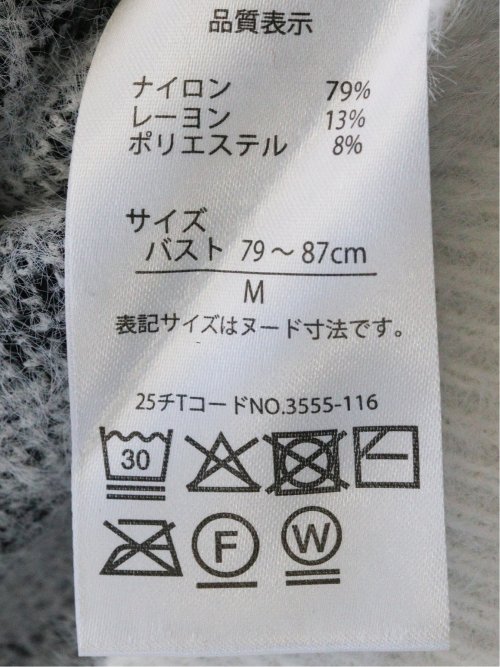 品質表示
ナイロン 79%
レーヨン 13%
ポリエステル 8%
サイズ
バスト 79～87cm
M
表記サイズはヌード寸法です。
25チTコードNO.3555-116
30
F W